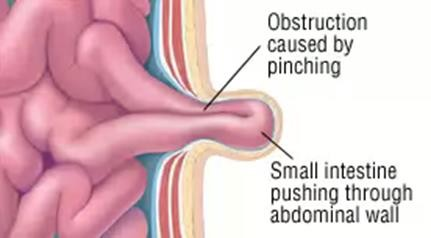 Obstruction
caused by
pinching
Small intestine
pushing through
abdominal wall